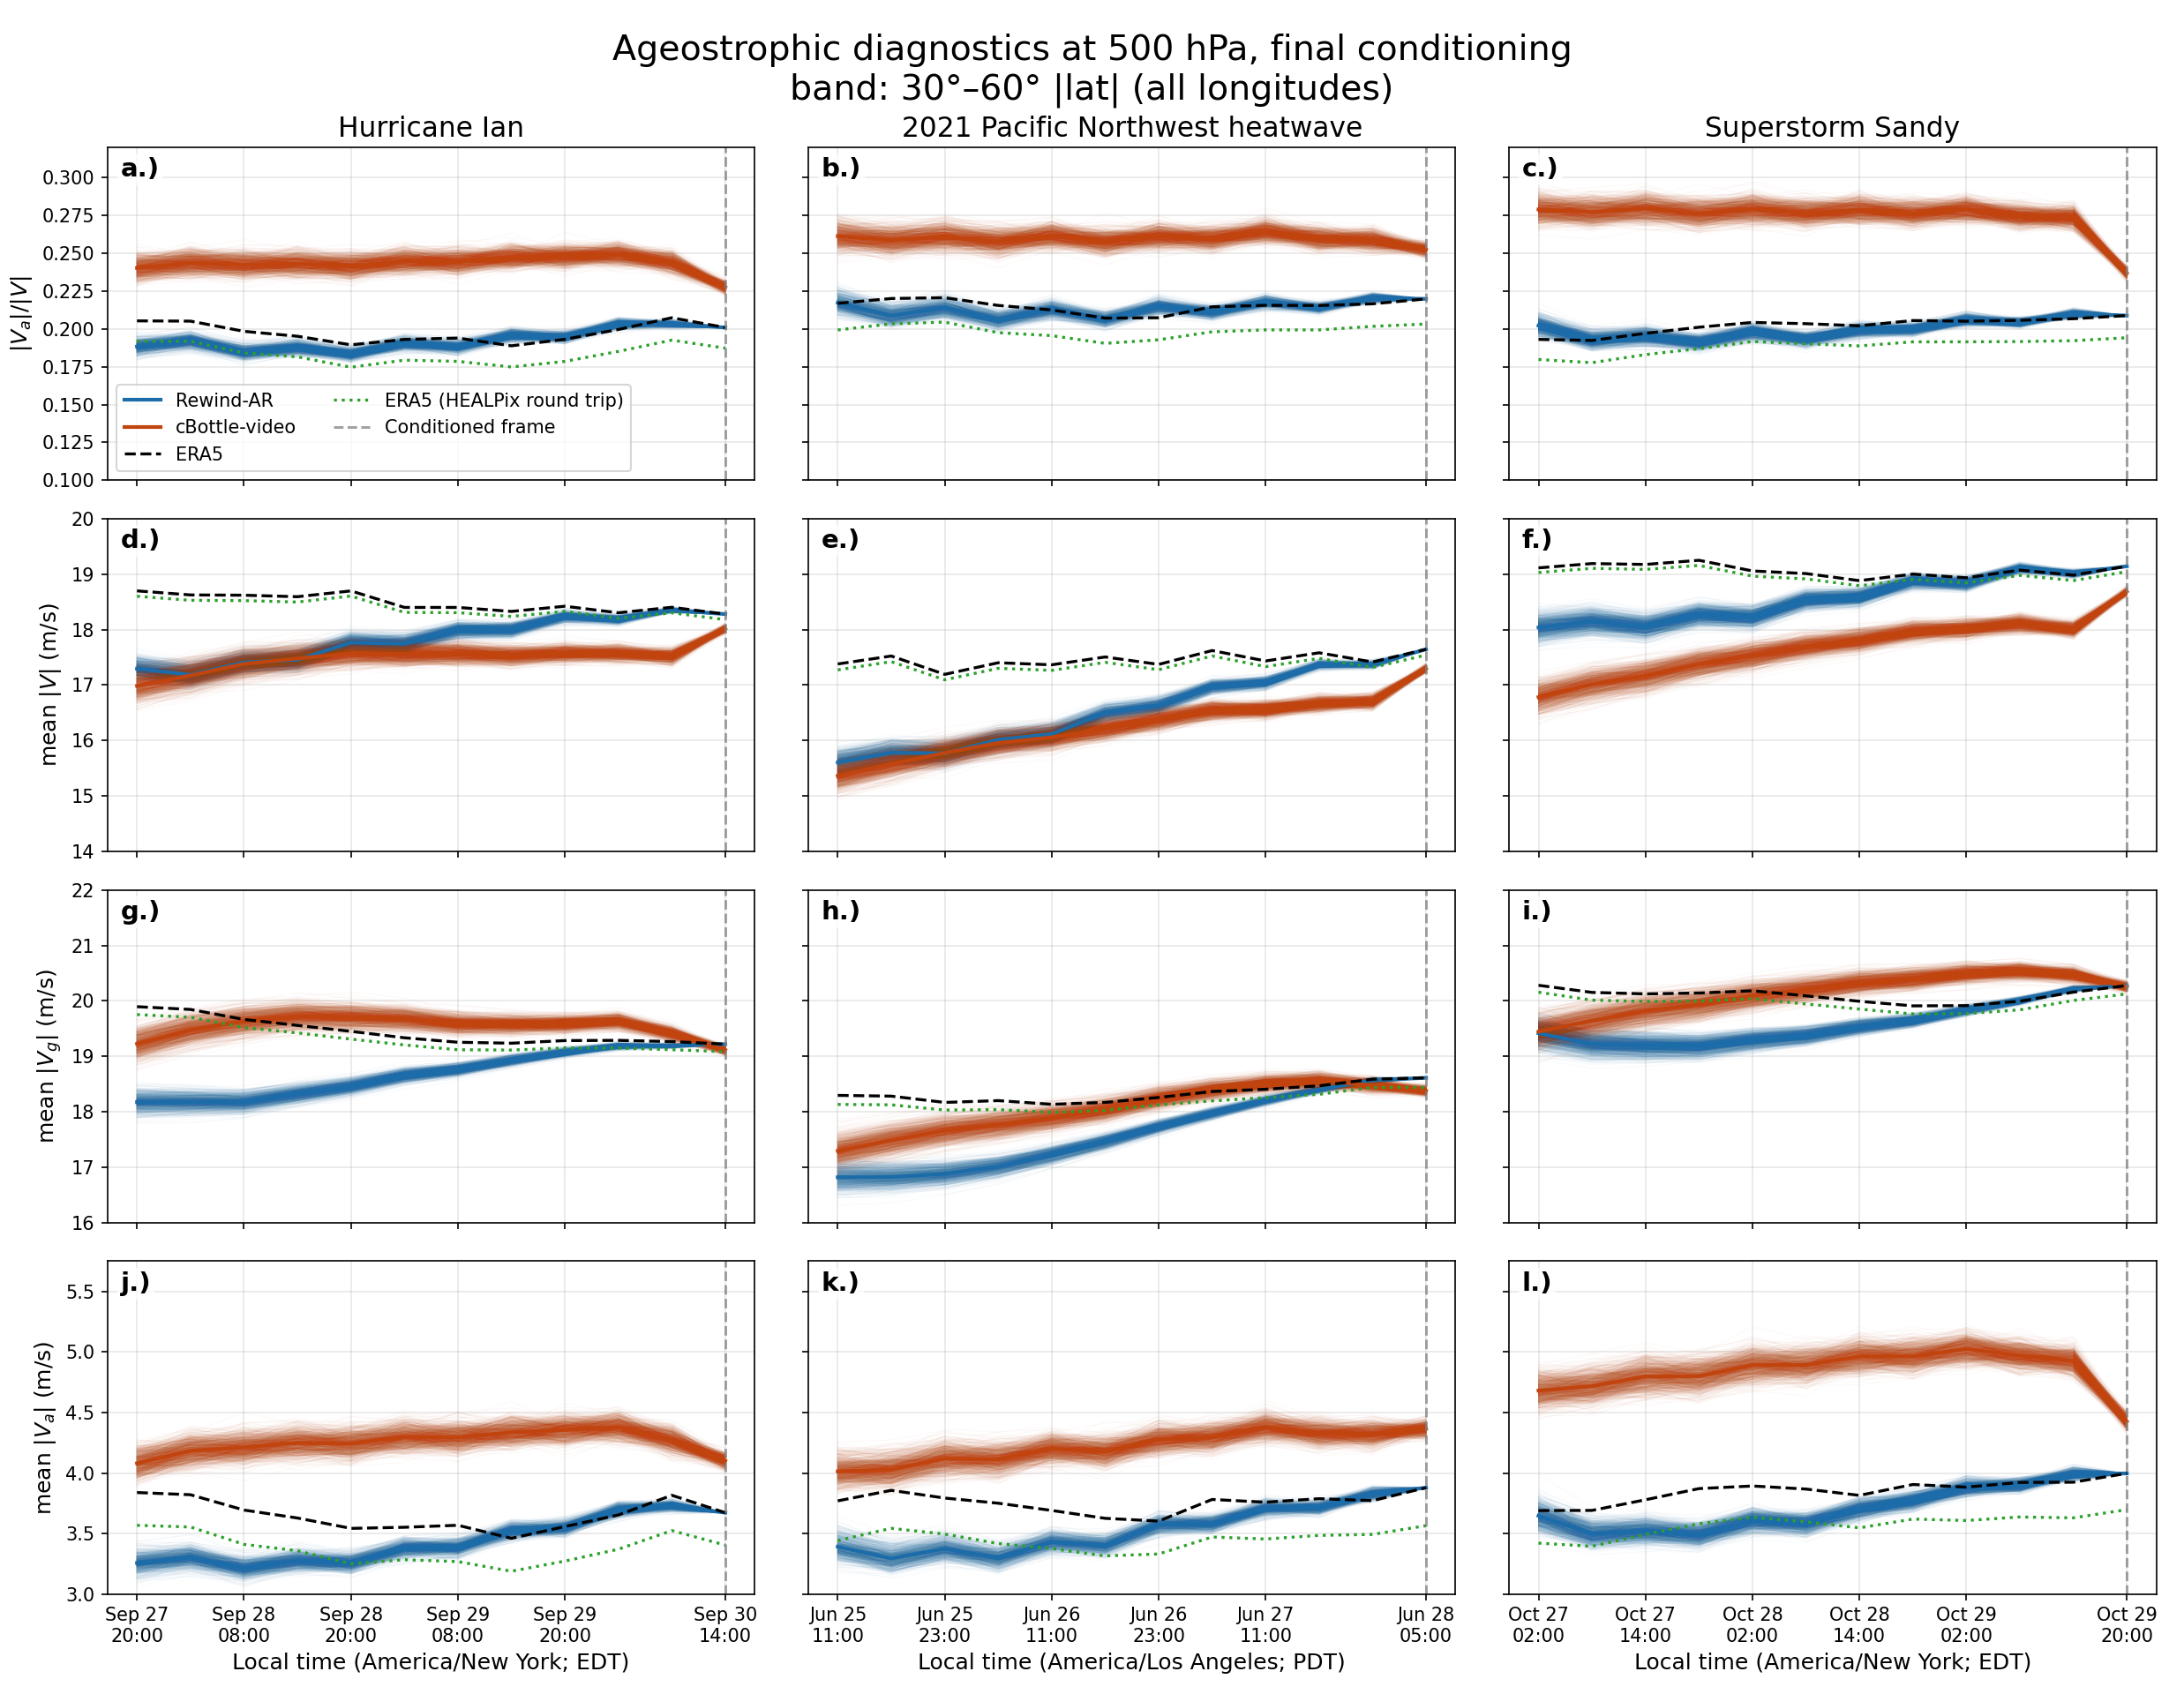 Ageostrophic diagnostics at 500 hPa, final conditioning
band: 30°–60° |lat| (all longitudes)
Hurricane Ian
2021 Pacific Northwest heatwave
Superstorm Sandy
a.)
b.)
c.)
|V_a|/|V|
0.300
0.275
0.250
0.225
0.200
0.175
0.150
0.125
0.100
Rewind-AR
cBottle-video
ERA5
ERA5 (HEALPix round trip)
Conditioned frame
d.)
e.)
f.)
mean |V| (m/s)
20
19
18
17
16
15
14
g.)
h.)
i.)
mean |V_g| (m/s)
22
21
20
19
18
17
16
j.)
k.)
l.)
mean |V_a| (m/s)
5.5
5.0
4.5
4.0
3.5
3.0
Sep 27 20:00
Sep 28 08:00
Sep 28 20:00
Sep 29 08:00
Sep 29 20:00
Sep 30 14:00
Local time (America/New York; EDT)
Jun 25 11:00
Jun 25 23:00
Jun 26 11:00
Jun 26 23:00
Jun 27 11:00
Jun 28 05:00
Local time (America/Los Angeles; PDT)
Oct 27 02:00
Oct 27 14:00
Oct 28 02:00
Oct 28 14:00
Oct 29 02:00
Oct 29 20:00
Local time (America/New York; EDT)